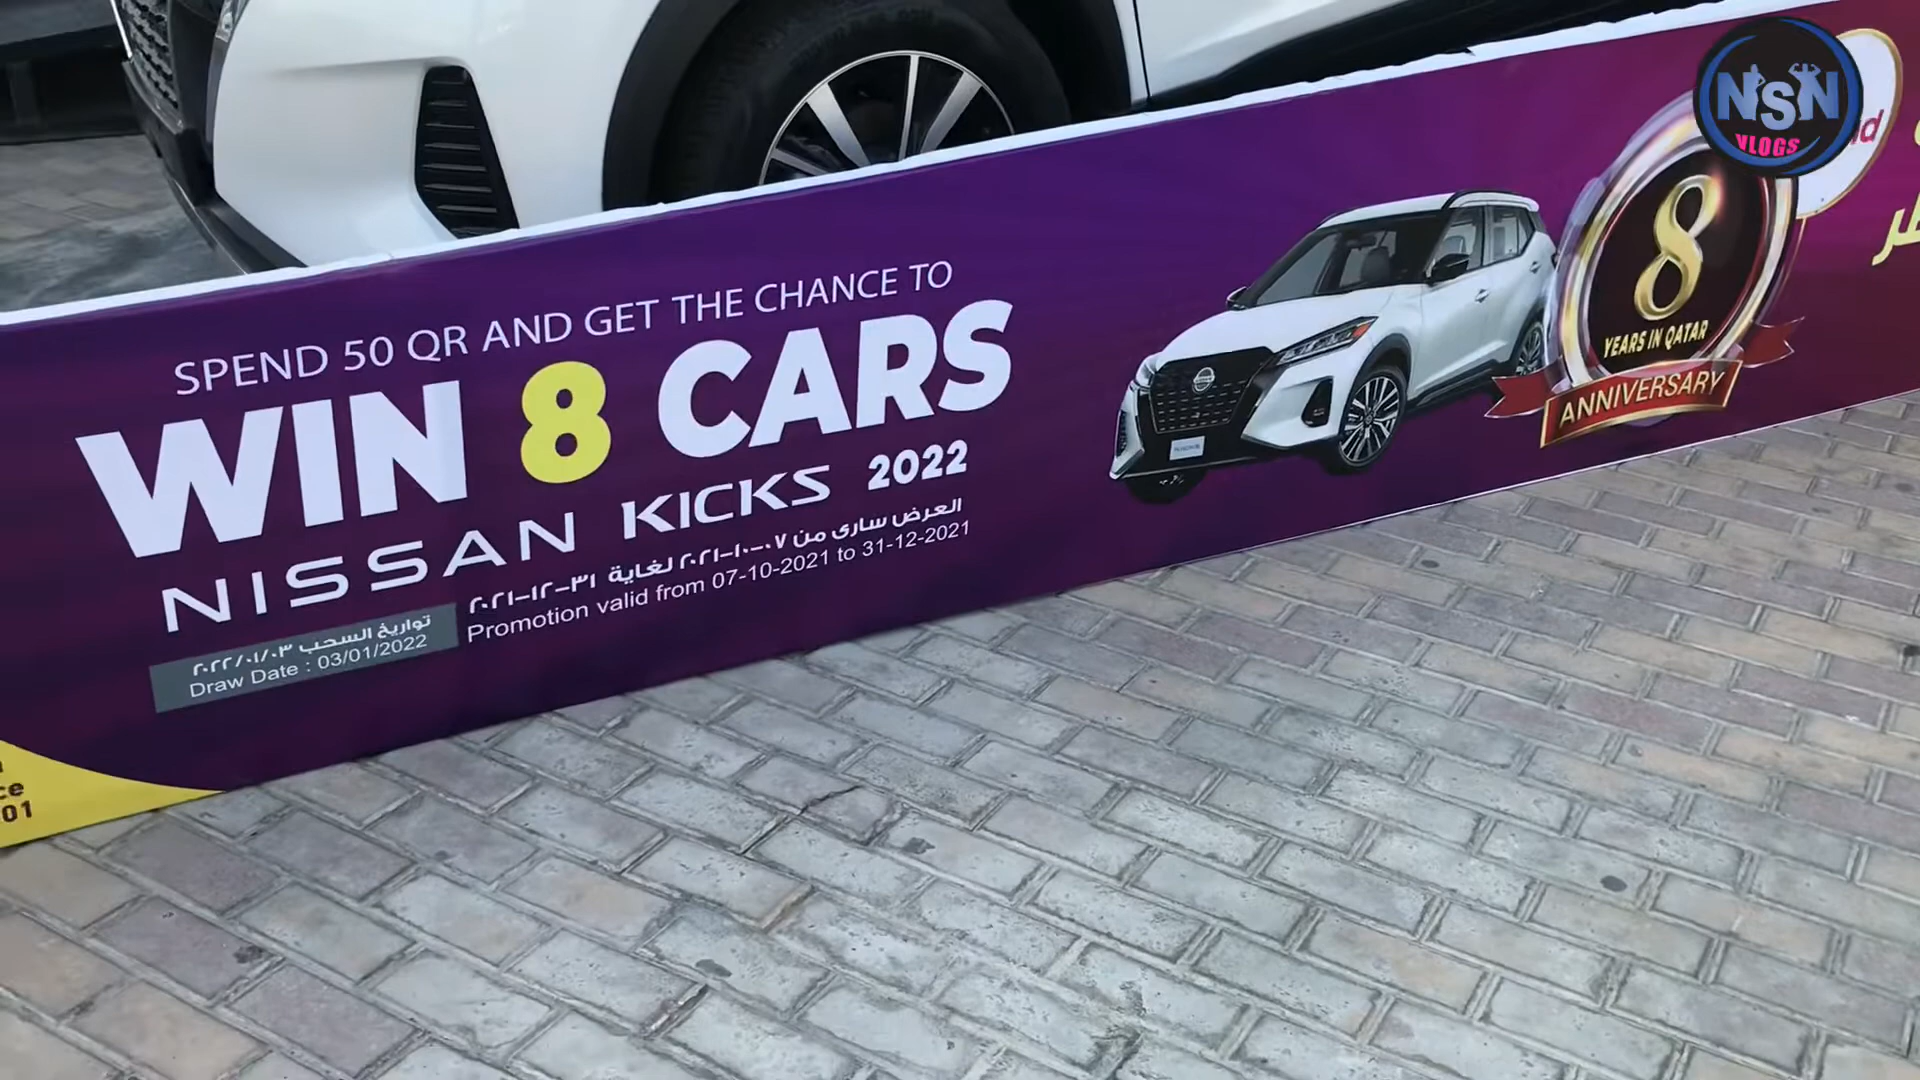 NSN
VLOGS
8
YEARS IN QATAR
ANNIVERSARY
SPEND 50 QR AND GET THE CHANCE TO
WIN 8 CARS
NISSAN KICKS 2022
العرض سارى من ٠٧-١٠-٢٠٢١ لغاية ٣١-١٢-٢٠٢١
Promotion valid from 07-10-2021 to 31-12-2021
تواريخ السحب ٢٠٢٢/٠١/٠٣
Draw Date : 03/01/2022
01